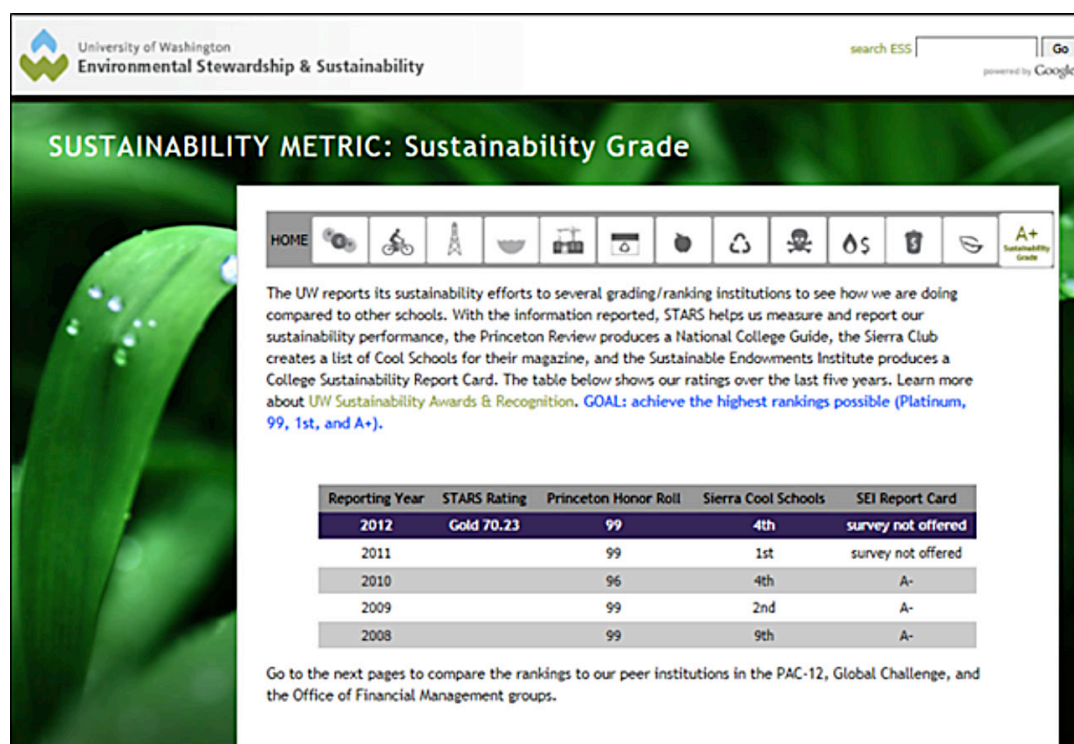 University of Washington
Environmental Stewardship & Sustainability
search ESS
Go
powered by Google
SUSTAINABILITY METRIC: Sustainability Grade
HOME
$
A+
Sustainability
Grade
The UW reports its sustainability efforts to several grading/ranking institutions to see how we are doing
compared to other schools. With the information reported, STARS helps us measure and report our
sustainability performance, the Princeton Review produces a National College Guide, the Sierra Club
creates a list of Cool Schools for their magazine, and the Sustainable Endowments Institute produces a
College Sustainability Report Card. The table below shows our ratings over the last five years. Learn more
about UW Sustainability Awards & Recognition. GOAL: achieve the highest rankings possible (Platinum,
99, 1st, and A+).
Reporting Year STARS Rating Princeton Honor Roll Sierra Cool Schools SEI Report Card
2012 Gold 70.23 99 4th survey not offered
2011 99 1st survey not offered
2010 96 4th A-
2009 99 2nd A-
2008 99 9th A-
Go to the next pages to compare the rankings to our peer institutions in the PAC-12, Global Challenge, and
the Office of Financial Management groups.